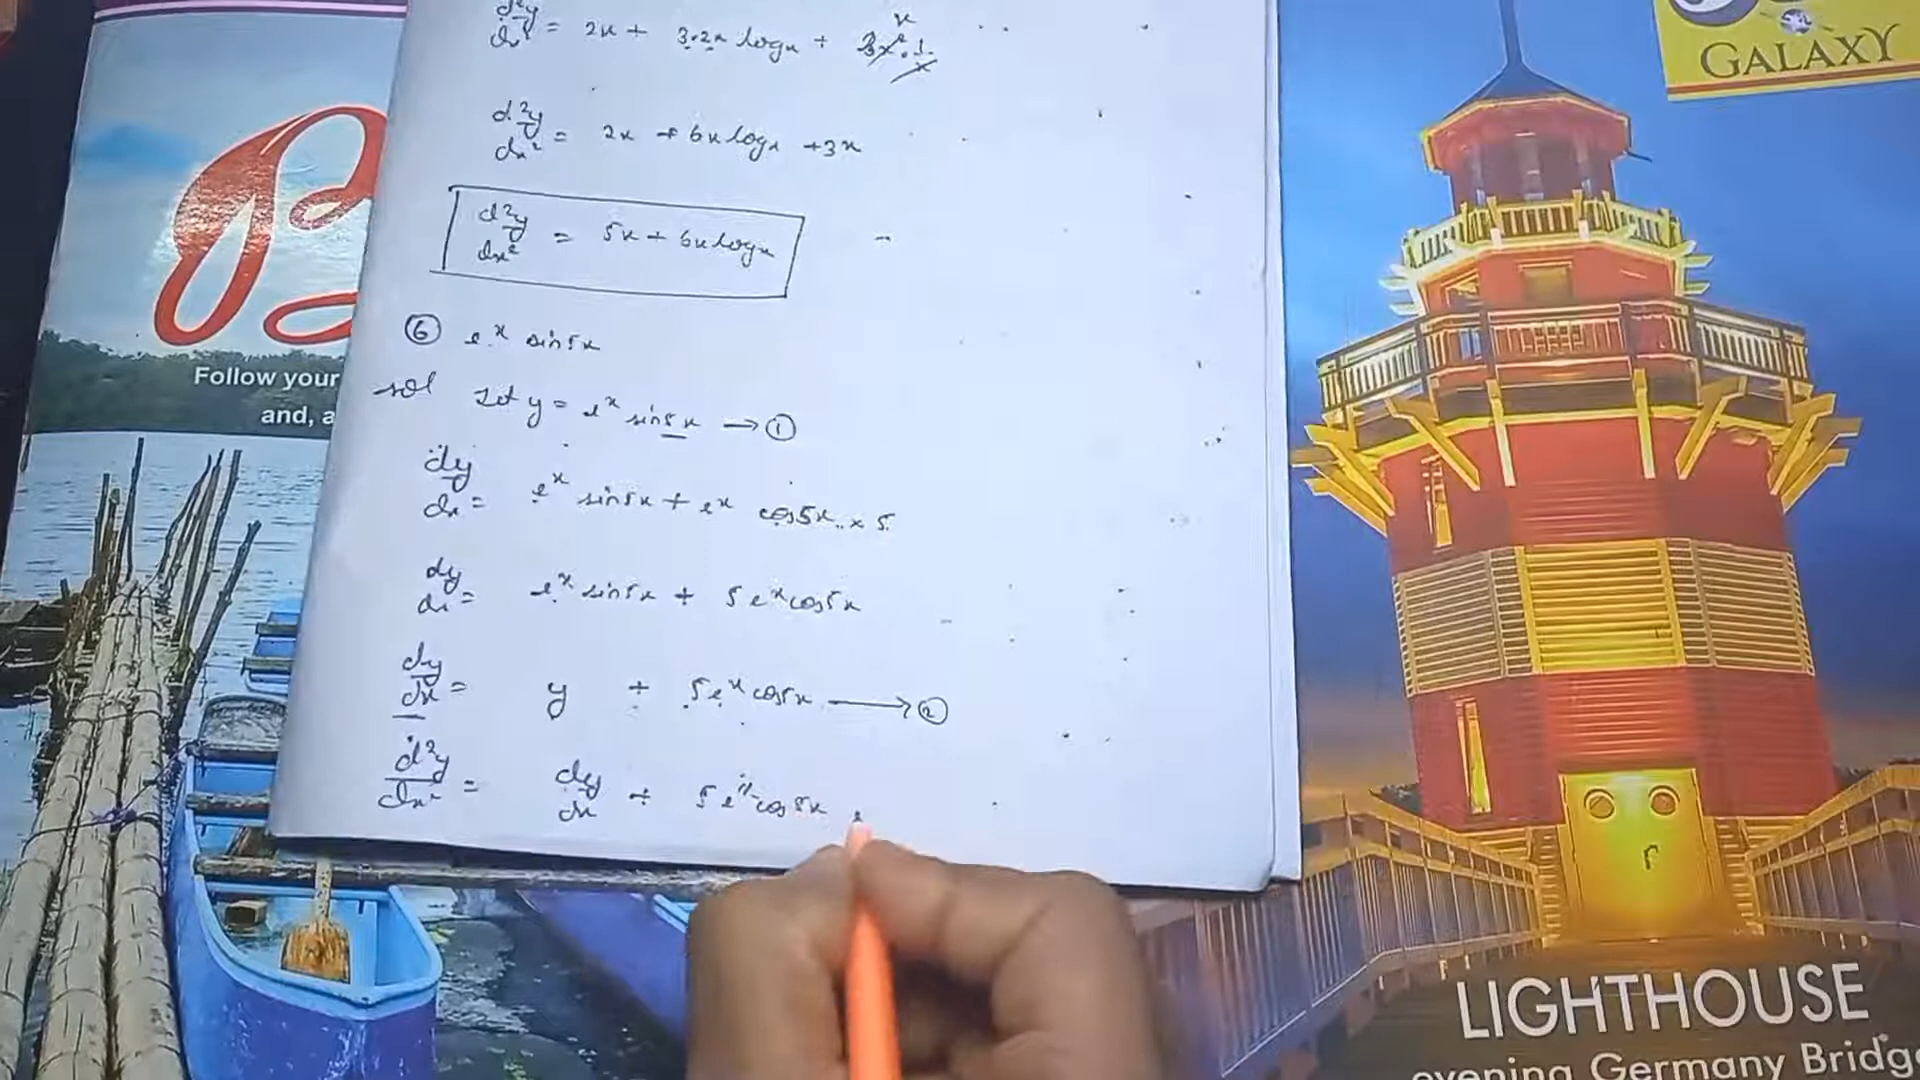 d²y/dx² = 2x + 3·2x logx + 3x²·1/x x
d²y/dx² = 2x + 6x logx + 3x
d²y/dx² = 5x + 6x logx
⑥ eˣ sin5x
sol Let y = eˣ sin5x → ①
dy/dx = eˣ sin5x + eˣ cos5x × 5
dy/dx = eˣ sin5x + 5eˣcos5x
dy/dx = y + 5eˣ cos5x → ②
d²y/dx² = dy/dx + 5eˣ cos5x
Follow your
and, a
GALAXY
LIGHTHOUSE
evening Germany Bridg